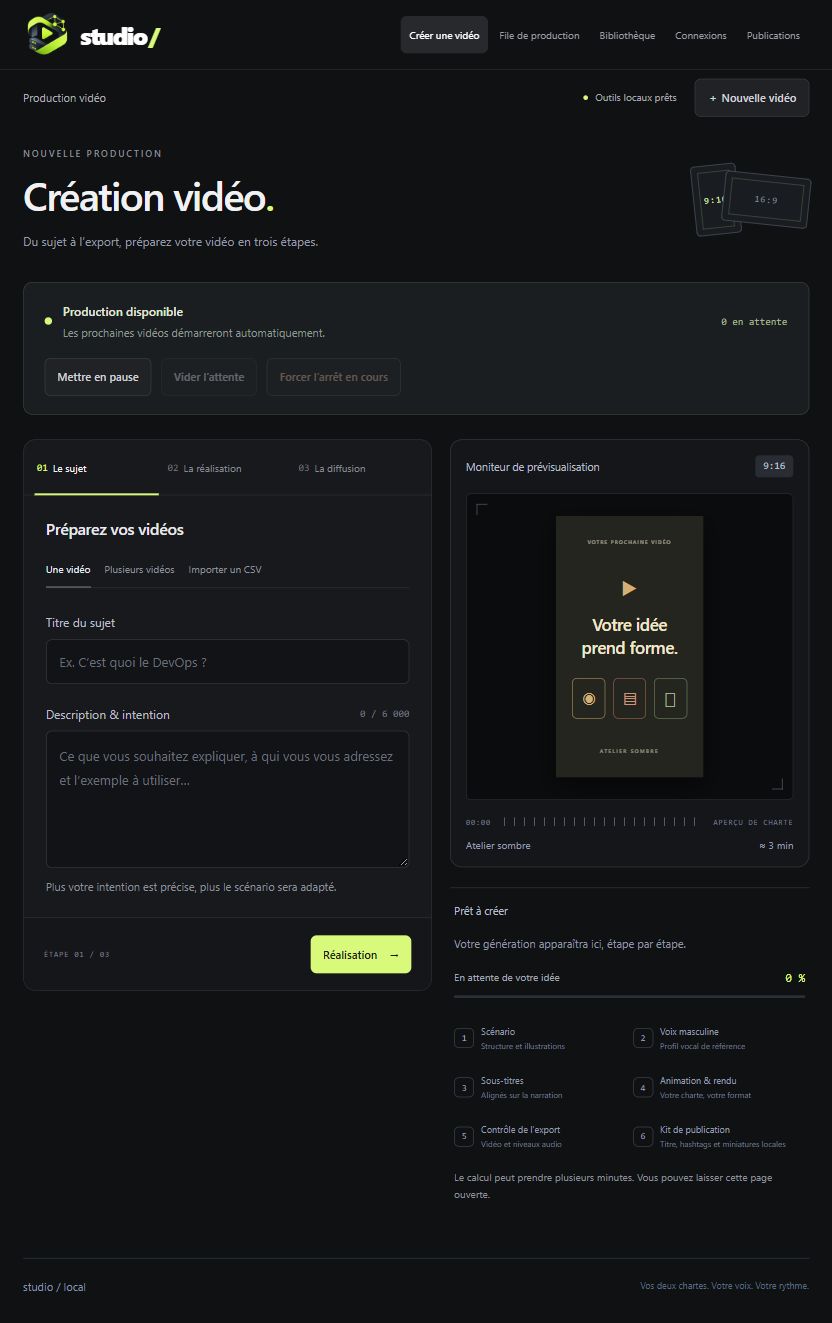 studio/
Créer une vidéo
File de production
Bibliothèque
Connexions
Publications
Production vidéo
Outils locaux prêts
+ Nouvelle vidéo
NOUVELLE PRODUCTION
Création vidéo.
Du sujet à l'export, préparez votre vidéo en trois étapes.
16:9
Production disponible
Les prochaines vidéos démarreront automatiquement.
0 en attente
Mettre en pause
Vider l'attente
Forcer l'arrêt en cours
01 Le sujet
02 La réalisation
03 La diffusion
Préparez vos vidéos
Une vidéo
Plusieurs vidéos
Importer un CSV
Titre du sujet
Ex. C'est quoi le DevOps ?
Description & intention
0 / 6 000
Ce que vous souhaitez expliquer, à qui vous vous adressez
et l'exemple à utiliser...
Plus votre intention est précise, plus le scénario sera adapté.
ÉTAPE 01 / 03
Réalisation →
Moniteur de prévisualisation
9:16
VOTRE PROCHAINE VIDÉO
Votre idée
prend forme.
ATELIER SOMBRE
00:00
APERÇU DE CHARTE
Atelier sombre
≈ 3 min
Prêt à créer
Votre génération apparaîtra ici, étape par étape.
En attente de votre idée
0 %
1 Scénario
Structure et illustrations
2 Voix masculine
Profil vocal de référence
3 Sous-titres
Alignés sur la narration
4 Animation & rendu
Votre charte, votre format
5 Contrôle de l'export
Vidéo et niveaux audio
6 Kit de publication
Titre, hashtags et miniatures locales
Le calcul peut prendre plusieurs minutes. Vous pouvez laisser cette page
ouverte.
studio / local
Vos deux chartes. Votre voix. Votre rythme.